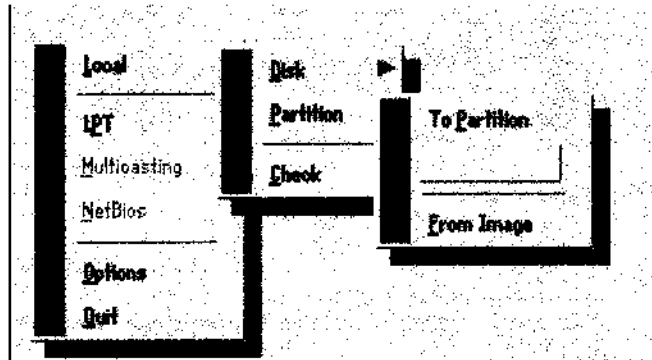 Local
LPT
Multicasting
NetBios
Options
Quit
Disk
Partition
Check
To Partition
From Image